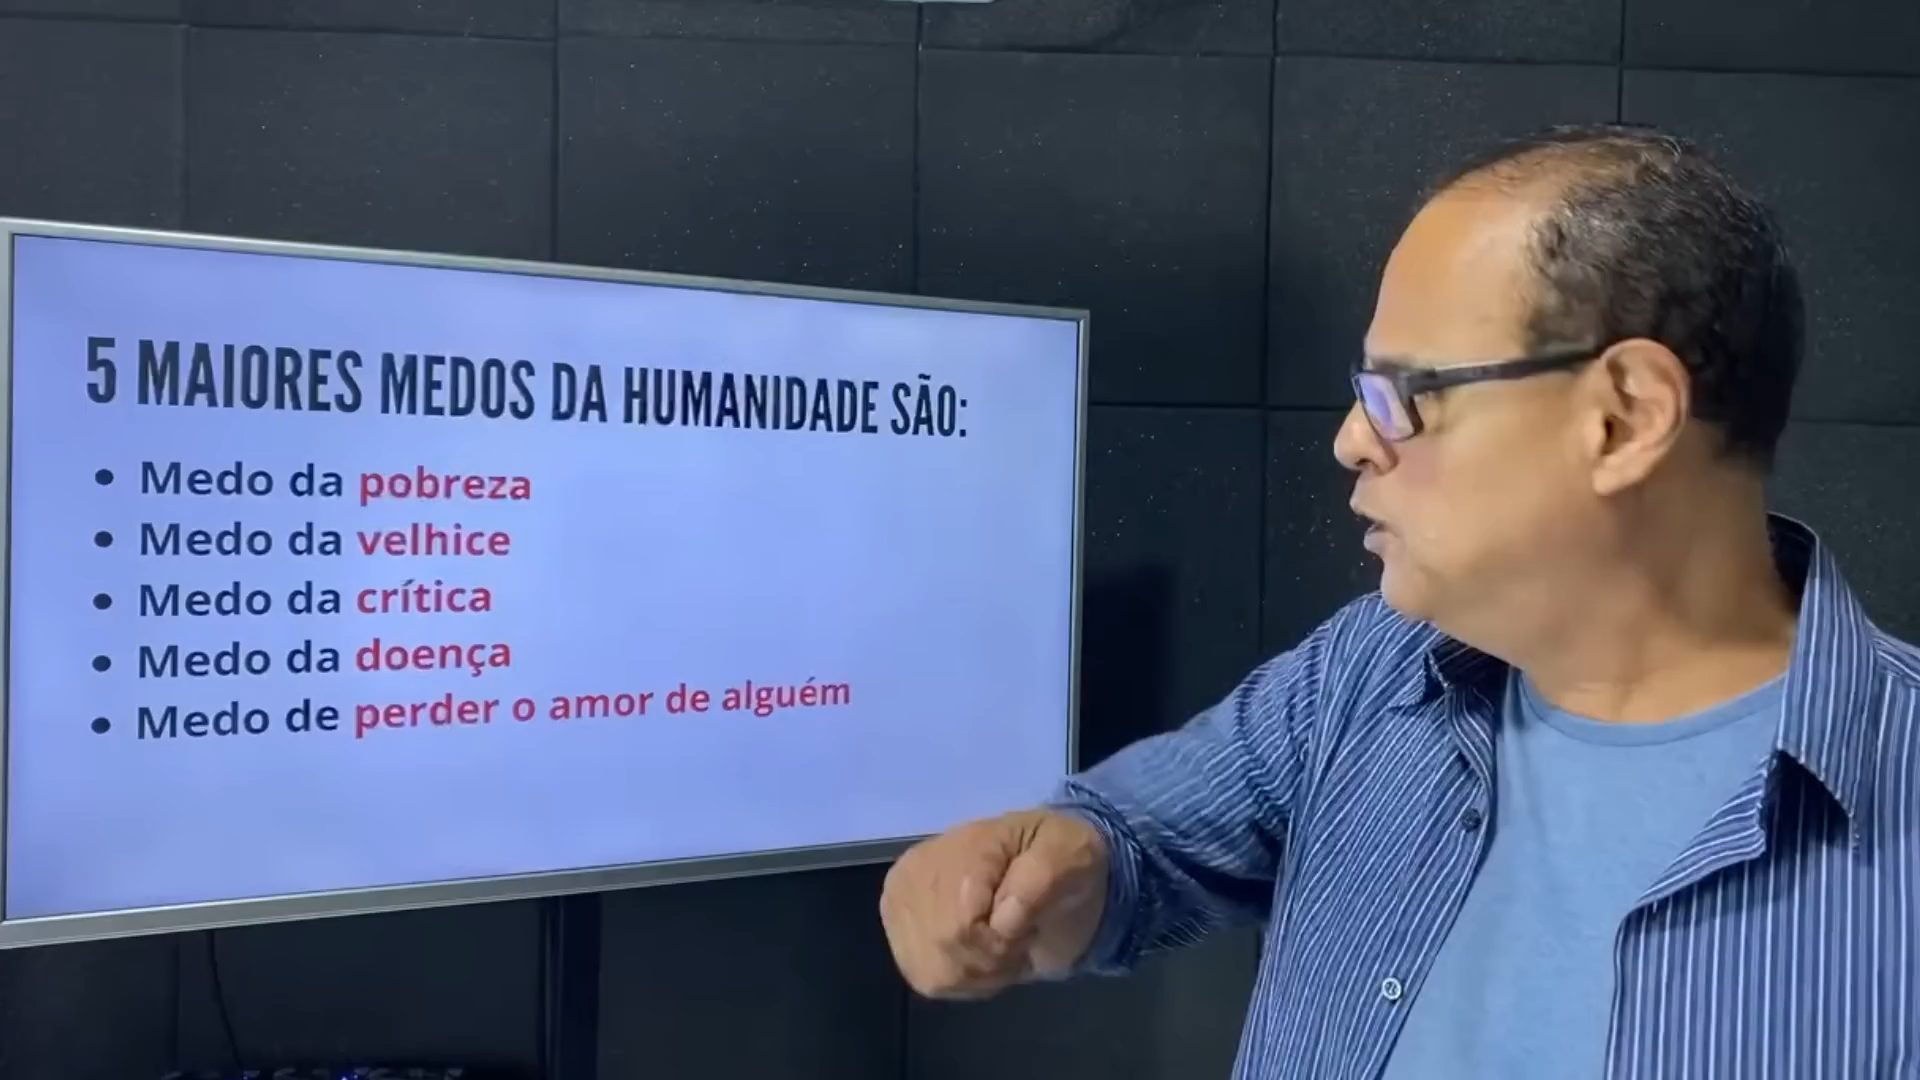 5 MAIORES MEDOS DA HUMANIDADE SÃO:
• Medo da pobreza
• Medo da velhice
• Medo da crítica
• Medo da doença
• Medo de perder o amor de alguém